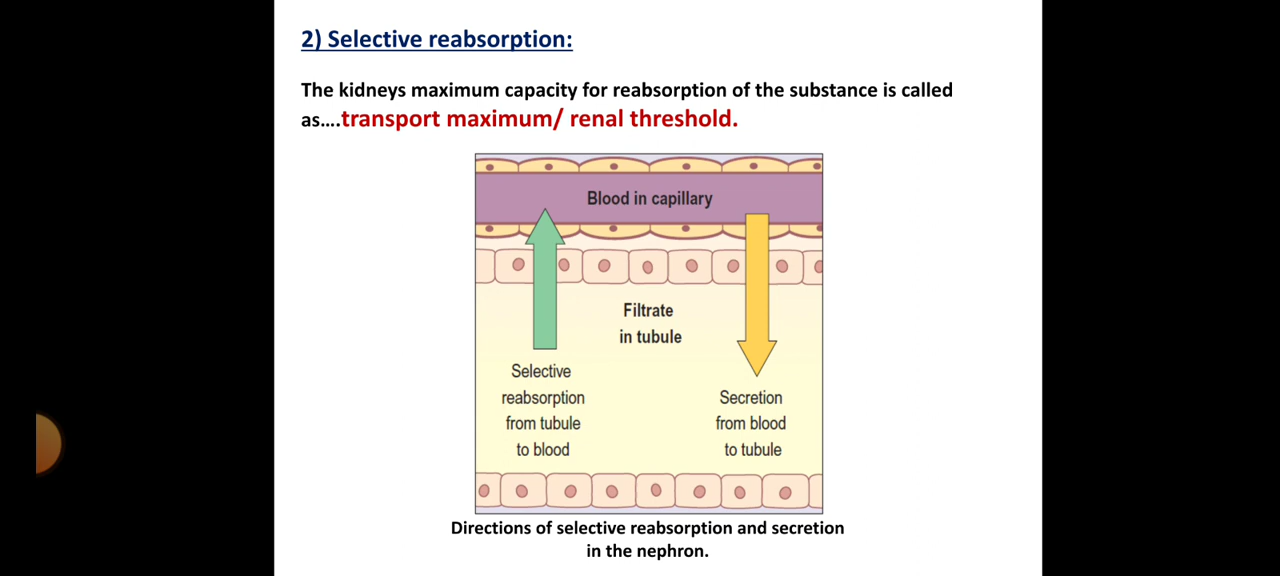 2) Selective reabsorption:
The kidneys maximum capacity for reabsorption of the substance is called
as....transport maximum/ renal threshold.
Blood in capillary
Filtrate
in tubule
Selective
reabsorption
from tubule
to blood
Secretion
from blood
to tubule
Directions of selective reabsorption and secretion
in the nephron.